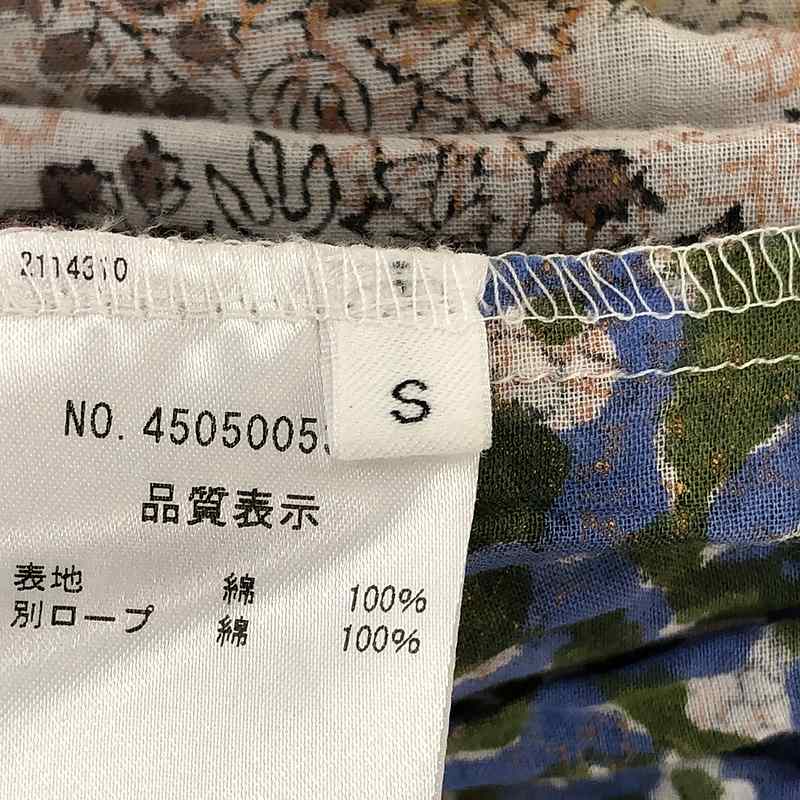 2114310
S
NO. 4505005
品質表示
表地 綿 100%
別ロープ 綿 100%